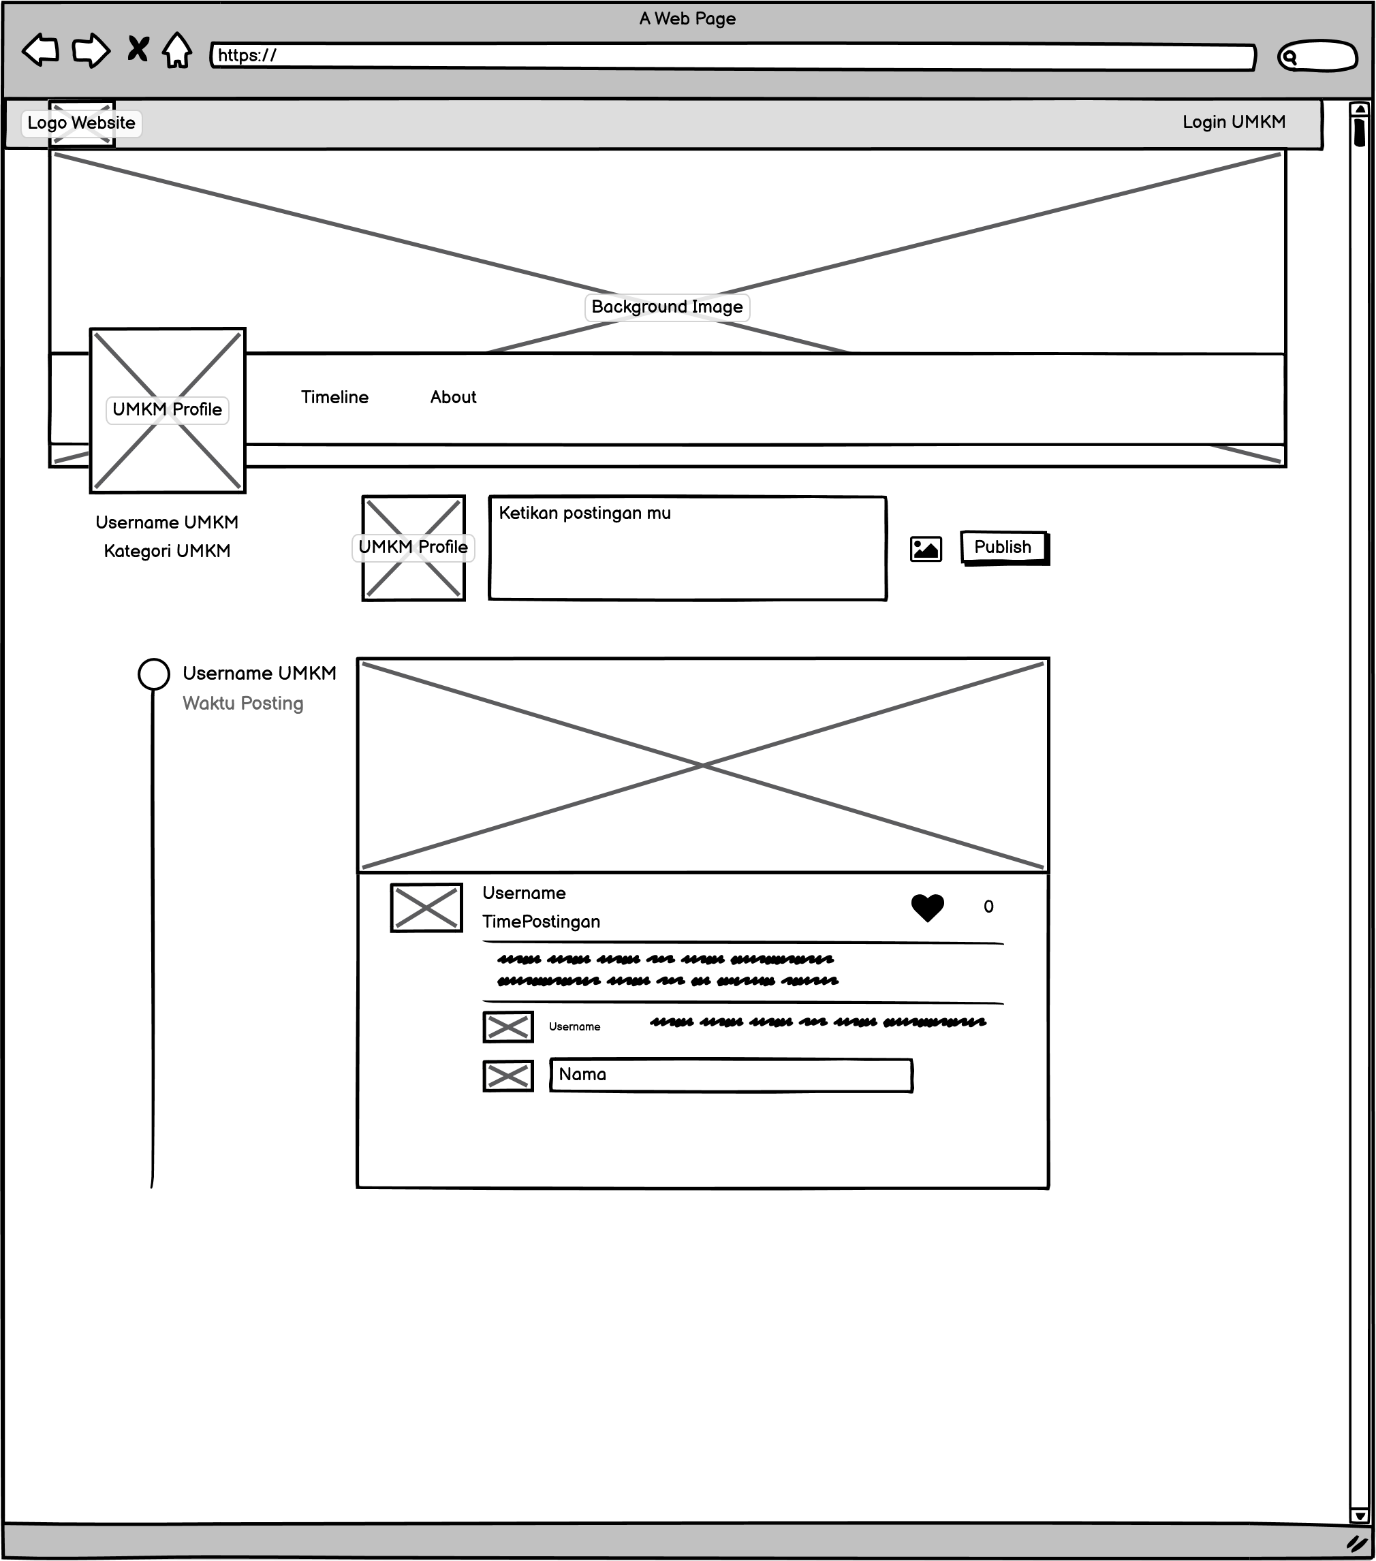 A Web Page
https://
Logo Website
Login UMKM
Background Image
UMKM Profile
Timeline
About
Username UMKM
Kategori UMKM
UMKM Profile
Ketikan postingan mu
Publish
Username UMKM
Waktu Posting
Username
0
TimePostingan
Username
Nama